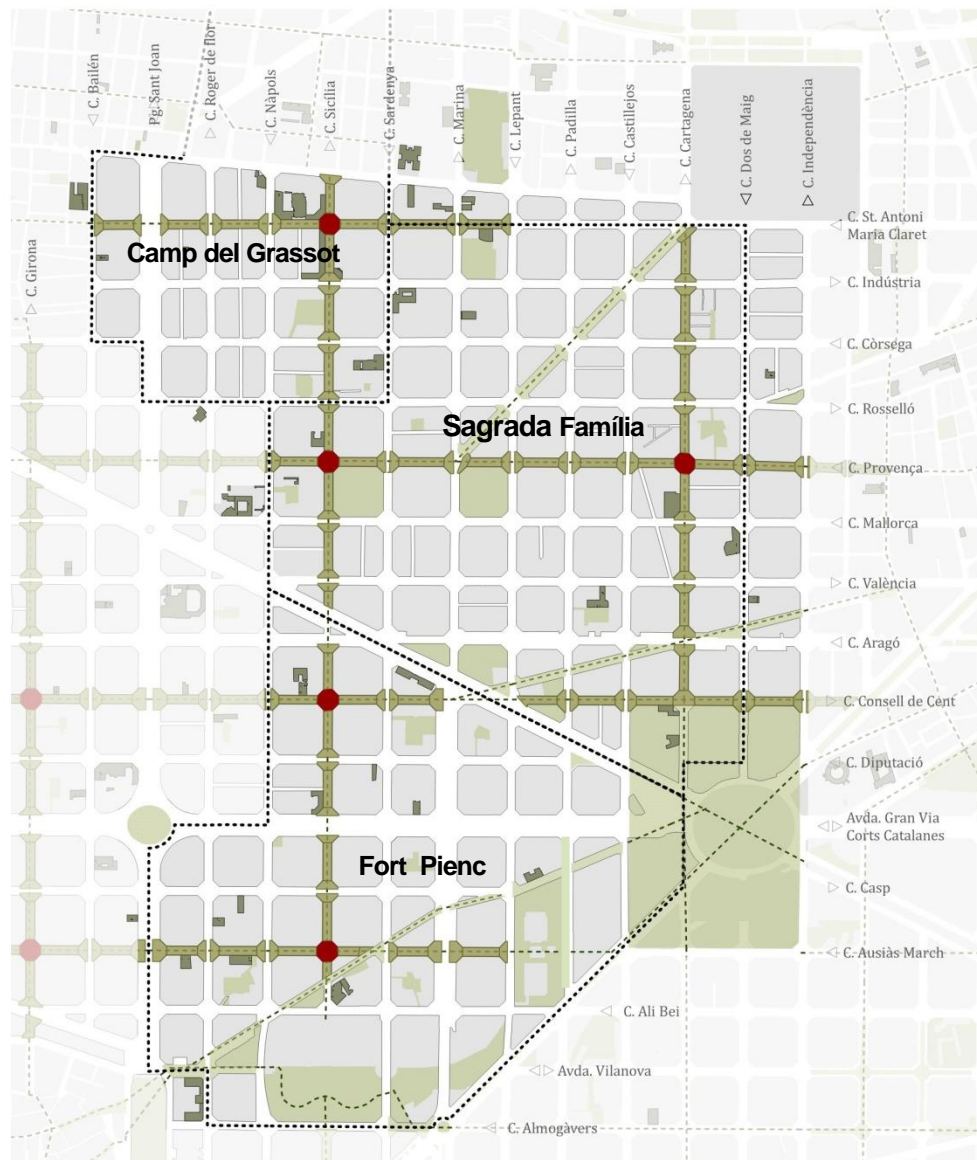 C. Bailén
Pg. Sant Joan
C. Roger de flor
C. Nàpols
C. Sicília
C. Sardenya
C. Marina
C. Lepant
C. Padilla
C. Castillejos
C. Cartagena
C. Dos de Maig
C. Independència
C. Girona
C. St. Antoni
Maria Claret
Camp del Grassot
C. Indústria
C. Còrsega
C. Rosselló
Sagrada Família
C. Provença
C. Mallorca
C. València
C. Aragó
C. Consell de Cent
C. Diputació
Avda. Gran Via
Corts Catalanes
Fort Pienc
C. Casp
C. Ausiàs March
C. Ali Bei
Avda. Vilanova
C. Almogàvers